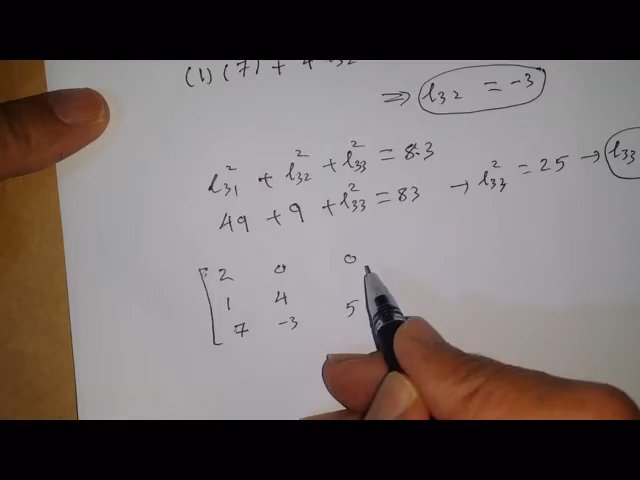 (1)(7) +
⇒ l₃₂ = -3
l₃₁² + l₃₂² + l₃₃² = 83
49 + 9 + l₃₃² = 83 → l₃₃² = 25 → l₃₃
2 0 0
1 4
7 -3 5